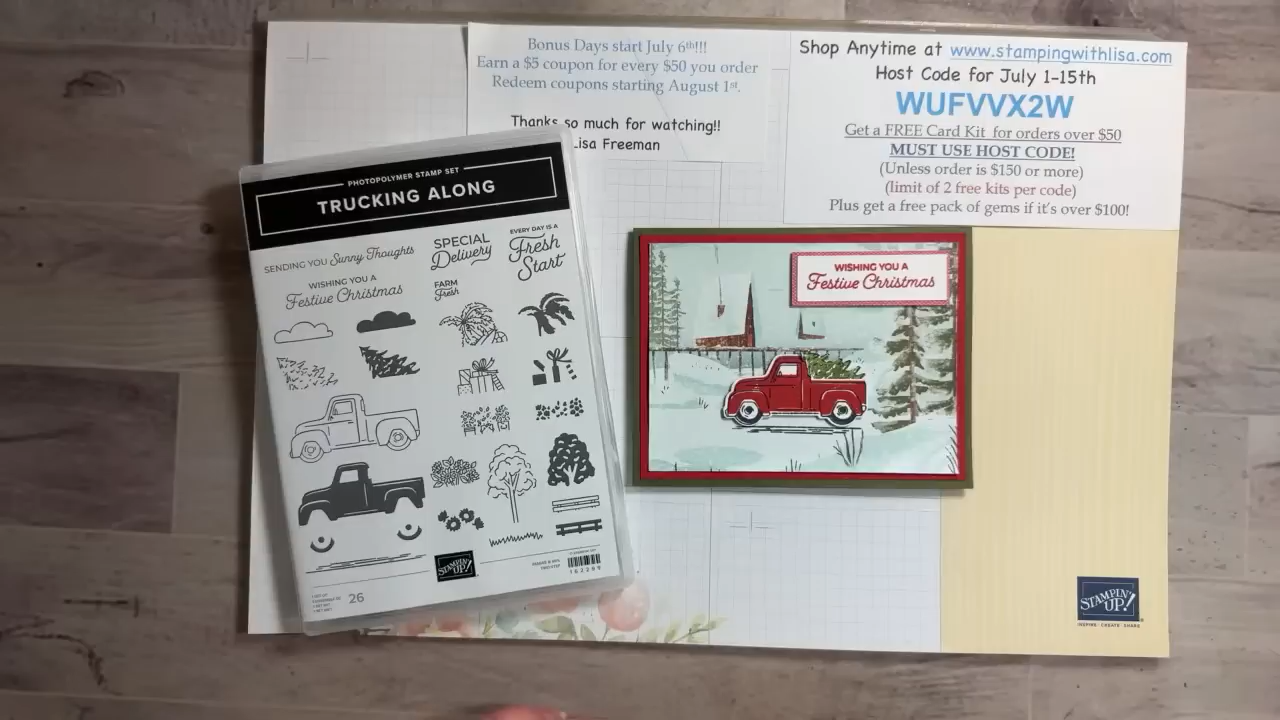 Bonus Days start July 6th!!!
Earn a $5 coupon for every $50 you order
Redeem coupons starting August 1st.
Thanks so much for watching!!
Lisa Freeman
Shop Anytime at www.stampingwithlisa.com
Host Code for July 1-15th
WUFVVX2W
Get a FREE Card Kit for orders over $50
MUST USE HOST CODE!
(Unless order is $150 or more)
(limit of 2 free kits per code)
Plus get a free pack of gems if it's over $100!
PHOTOPOLYMER STAMP SET
TRUCKING ALONG
SENDING YOU Sunny Thoughts
SPECIAL
Delivery
EVERY DAY IS A
Fresh
Start
WISHING YOU A
Festive Christmas
FARM
Fresh
STAMPIN' UP!
26
WISHING YOU A
Festive Christmas
STAMPIN' UP!
INSPIRE · CREATE · SHARE